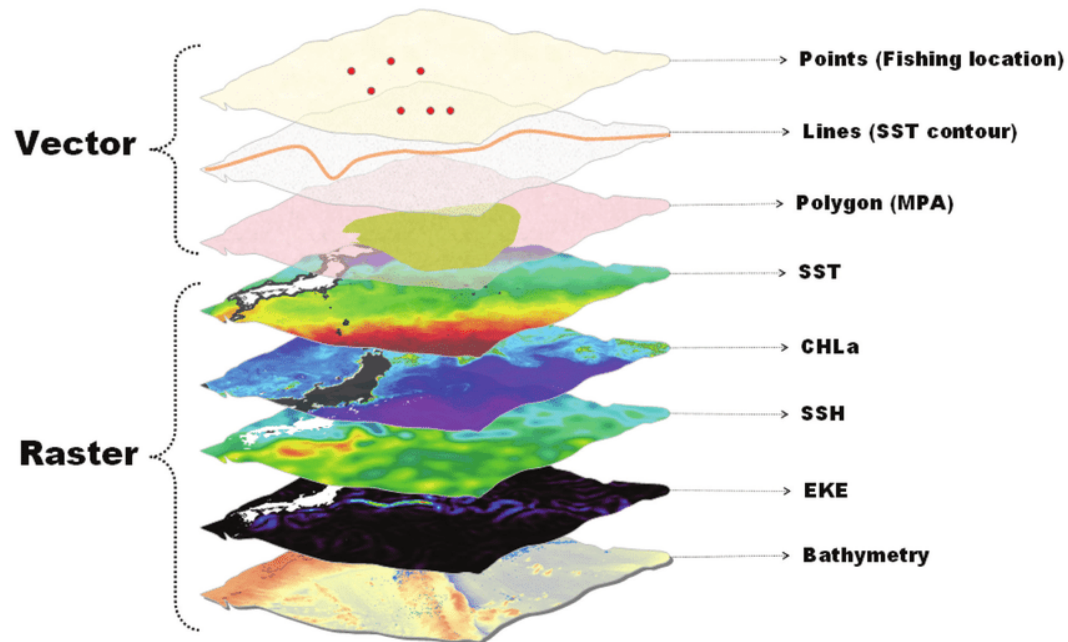 Vector
Points (Fishing location)
Lines (SST contour)
Polygon (MPA)
Raster
SST
CHLa
SSH
EKE
Bathymetry